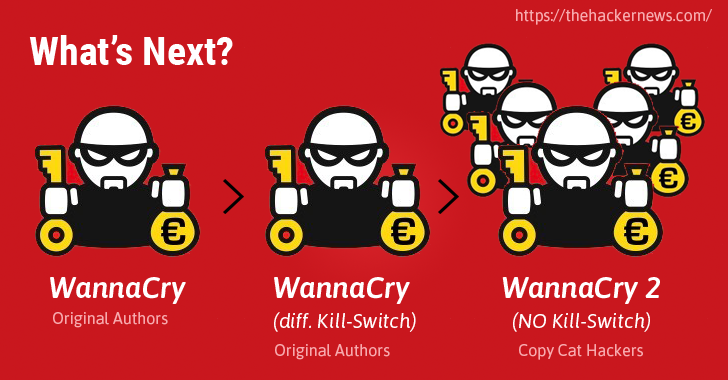 https://thehackernews.com/
What's Next?
€
€
€
€
€
WannaCry
Original Authors
WannaCry
(diff. Kill-Switch)
Original Authors
WannaCry 2
(NO Kill-Switch)
Copy Cat Hackers